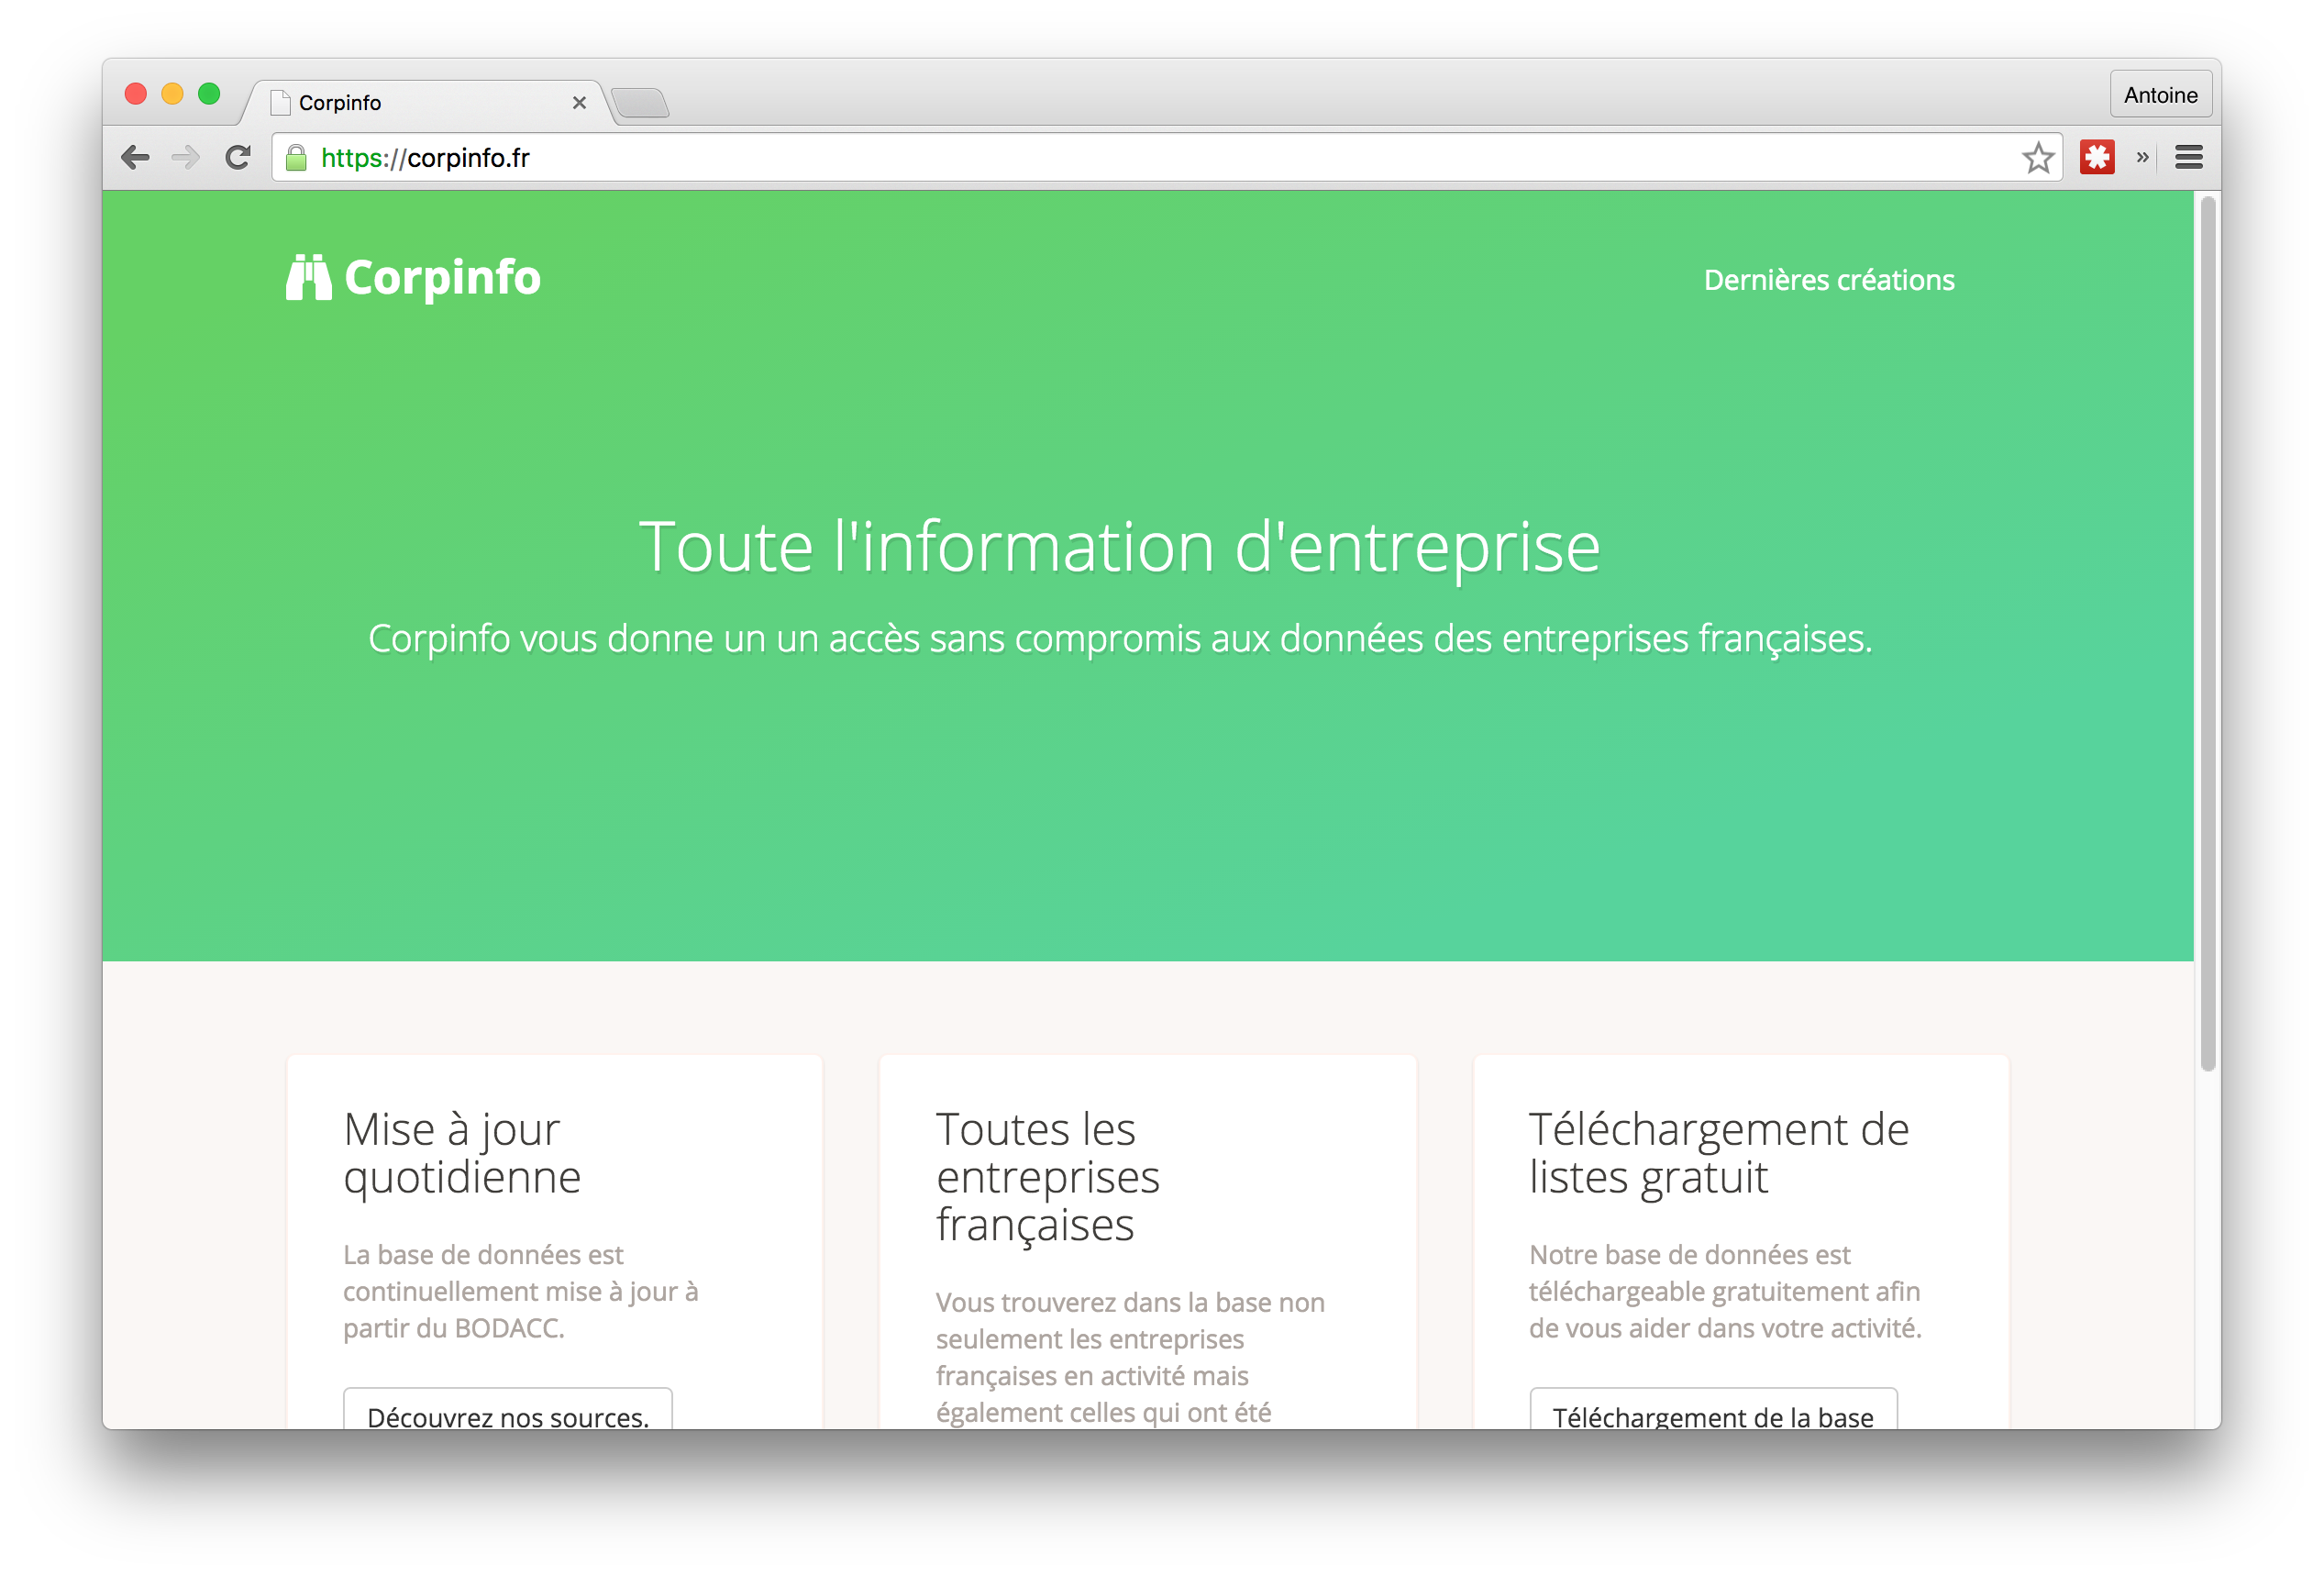 Corpinfo
Antoine
https://corpinfo.fr
Corpinfo
Dernières créations
Toute l'information d'entreprise
Corpinfo vous donne un un accès sans compromis aux données des entreprises françaises.
Mise à jour
quotidienne
La base de données est
continuellement mise à jour à
partir du BODACC.
Découvrez nos sources.
Toutes les
entreprises
françaises
Vous trouverez dans la base non
seulement les entreprises
françaises en activité mais
également celles qui ont été
Téléchargement de
listes gratuit
Notre base de données est
téléchargeable gratuitement afin
de vous aider dans votre activité.
Téléchargement de la base